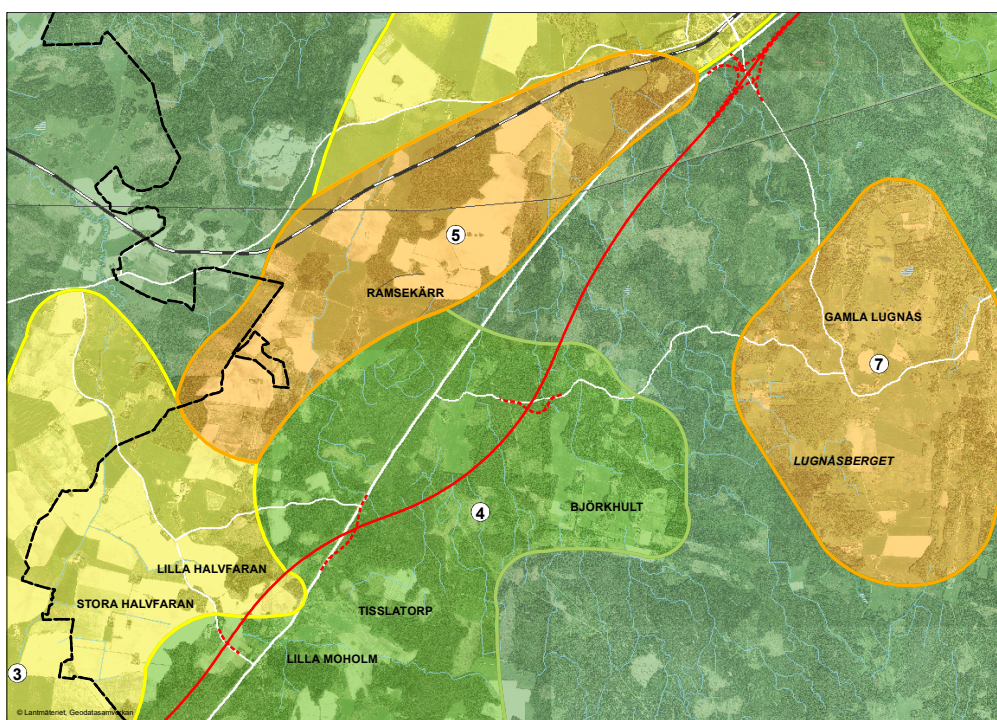 5
RAMSEKÄRR
GAMLA LUGNÅS
7
LUGNÅSBERGET
BJÖRKHULT
4
LILLA HALVFARAN
STORA HALVFARAN
TISSLATORP
LILLA MOHOLM
3
© Lantmäteriet, Geodatasamverkan